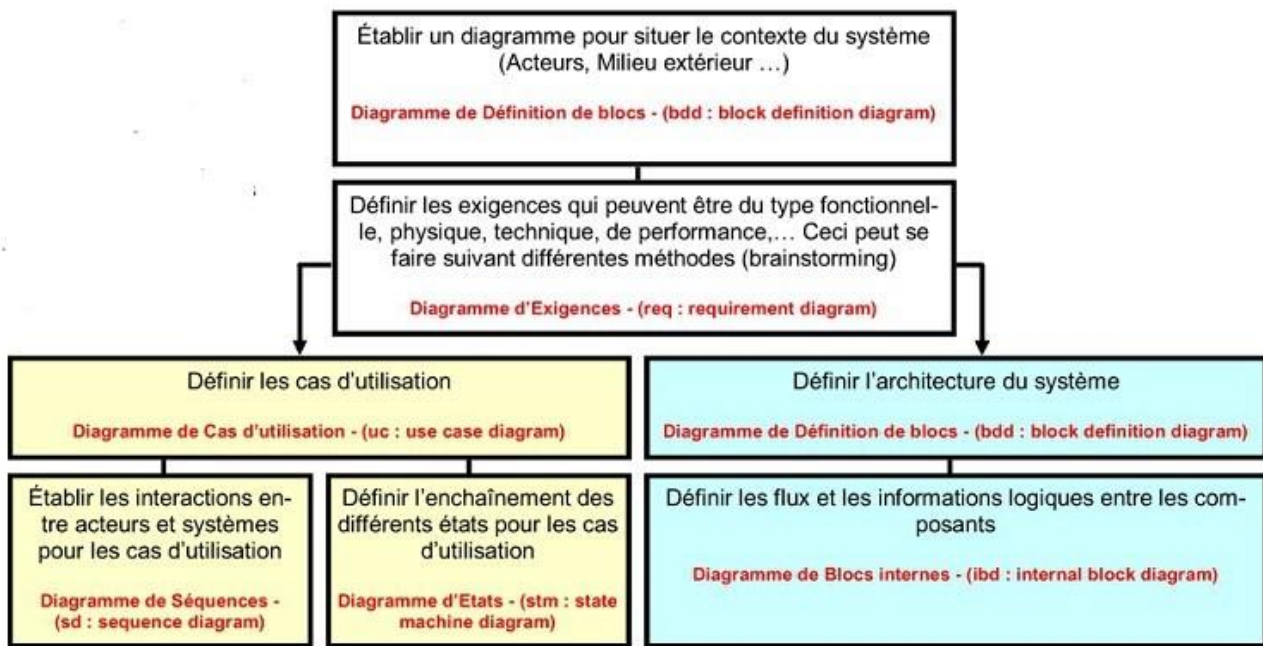 Établir un diagramme pour situer le contexte du système
(Acteurs, Milieu extérieur ...)
Diagramme de Définition de blocs - (bdd : block definition diagram)
Définir les exigences qui peuvent être du type fonctionnel-
le, physique, technique, de performance,... Ceci peut se
faire suivant différentes méthodes (brainstorming)
Diagramme d'Exigences - (req : requirement diagram)
Définir les cas d'utilisation
Diagramme de Cas d'utilisation - (uc : use case diagram)
Définir l'architecture du système
Diagramme de Définition de blocs - (bdd : block definition diagram)
Établir les interactions en-
tre acteurs et systèmes
pour les cas d'utilisation
Diagramme de Séquences -
(sd : sequence diagram)
Définir l'enchaînement des
différents états pour les cas
d'utilisation
Diagramme d'Etats - (stm : state
machine diagram)
Définir les flux et les informations logiques entre les com-
posants
Diagramme de Blocs internes - (ibd : internal block diagram)